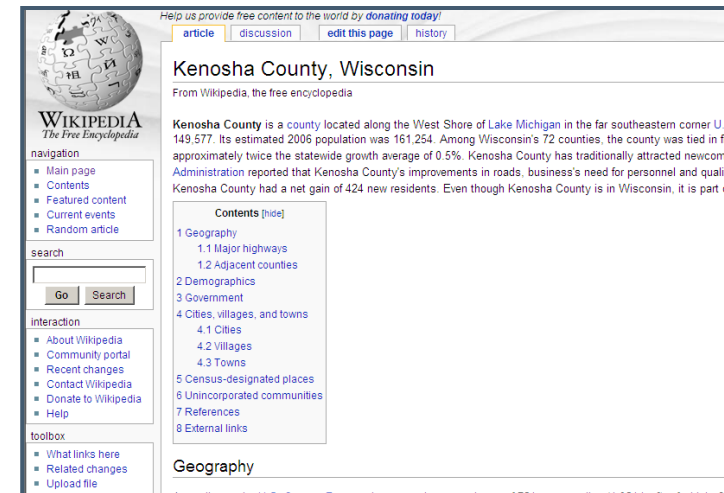 Help us provide free content to the world by donating today!
article discussion edit this page history
Kenosha County, Wisconsin
From Wikipedia, the free encyclopedia
Kenosha County is a county located along the West Shore of Lake Michigan in the far southeastern corner U.
149,577. Its estimated 2006 population was 161,254. Among Wisconsin's 72 counties, the county was tied in f
approximately twice the statewide growth average of 0.5%. Kenosha County has traditionally attracted newcom
Administration reported that Kenosha County's improvements in roads, business's need for personnel and quali
Kenosha County had a net gain of 424 new residents. Even though Kenosha County is in Wisconsin, it is part
Contents [hide]
1 Geography
1.1 Major highways
1.2 Adjacent counties
2 Demographics
3 Government
4 Cities, villages, and towns
4.1 Cities
4.2 Villages
4.3 Towns
5 Census-designated places
6 Unincorporated communities
7 References
8 External links
Geography
WIKIPEDIA
The Free Encyclopedia
navigation
Main page
Contents
Featured content
Current events
Random article
search
Go Search
interaction
About Wikipedia
Community portal
Recent changes
Contact Wikipedia
Donate to Wikipedia
Help
toolbox
What links here
Related changes
Upload file